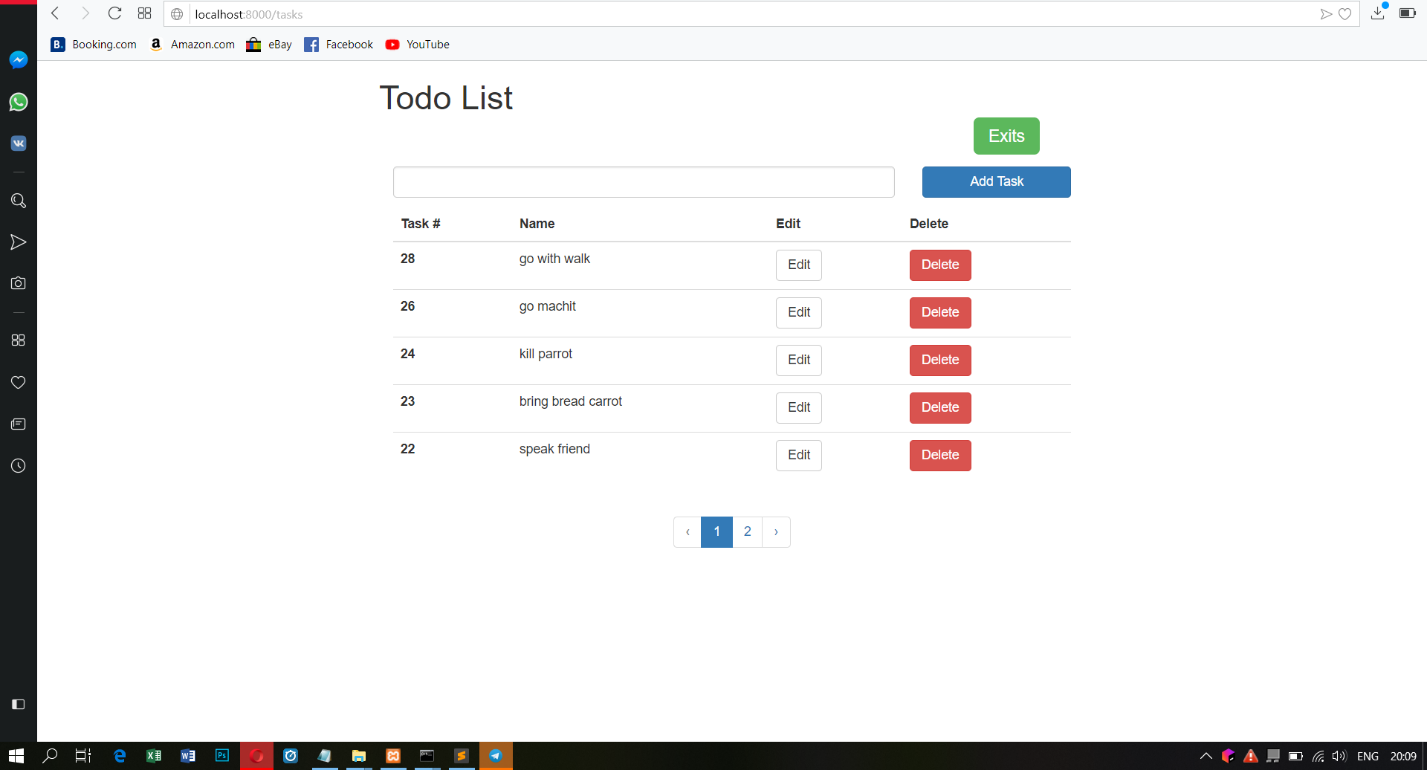 localhost:8000/tasks
B. Booking.com a Amazon.com eBay f Facebook YouTube
Todo List
Exits
Add Task
Task # Name Edit Delete
28 go with walk Edit Delete
26 go machit Edit Delete
24 kill parrot Edit Delete
23 bring bread carrot Edit Delete
22 speak friend Edit Delete
‹ 1 2 ›
Ps
ENG 20:09